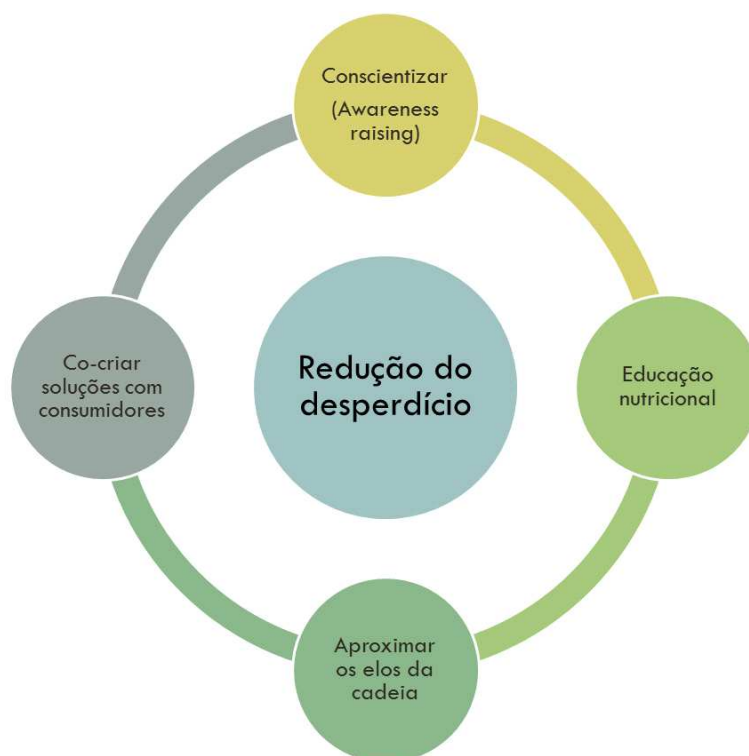 Conscientizar
(Awareness
raising)
Co-criar
soluções com
consumidores
Redução do
desperdício
Educação
nutricional
Aproximar
os elos da
cadeia